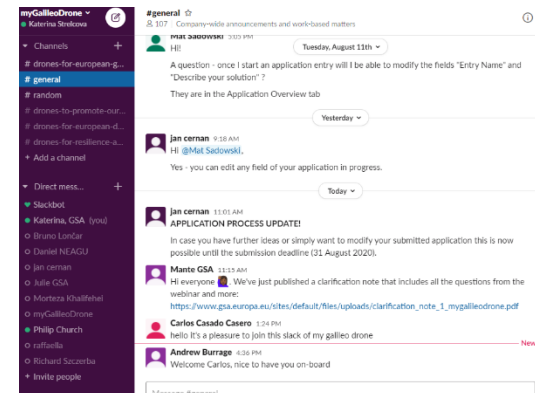 myGalileoDrone
Katerina Strelcova
Channels
# drones-for-european-g...
# general
# random
# drones-to-promote-our...
# drones-for-european-d...
# drones-for-resilience-a...
+ Add a channel
Direct mess...
Slackbot
Katerina, GSA (you)
Bruno Lončar
Daniel NEAGU
jan cernan
Julie GSA
Morteza Khalifehei
myGalileoDrone
Philip Church
raffaella
Richard Szczerba
+ Invite people
#general
107 | Company-wide announcements and work-based matters
Mat Sadowski 5:05 PM
Tuesday, August 11th
Hi!
A question - once I start an application entry will I be able to modify the fields "Entry Name" and
"Describe your solution" ?
They are in the Application Overview tab
Yesterday
jan cernan 9:18 AM
Hi @Mat Sadowski,
Yes - you can edit any field of your application in progress.
Today
jan cernan 11:01 AM
APPLICATION PROCESS UPDATE!
In case you have further ideas or simply want to modify your submitted application this is now
possible until the submission deadline (31 August 2020).
Mante GSA 11:15 AM
Hi everyone. We've just published a clarification note that includes all the questions from the
webinar and more:
https://www.gsa.europa.eu/sites/default/files/uploads/clarification_note_1_mygalileodrone.pdf
Carlos Casado Casero 1:24 PM
hello it's a pleasure to join this slack of my galileo drone
New
Andrew Burrage 4:36 PM
Welcome Carlos, nice to have you on-board
Message #general